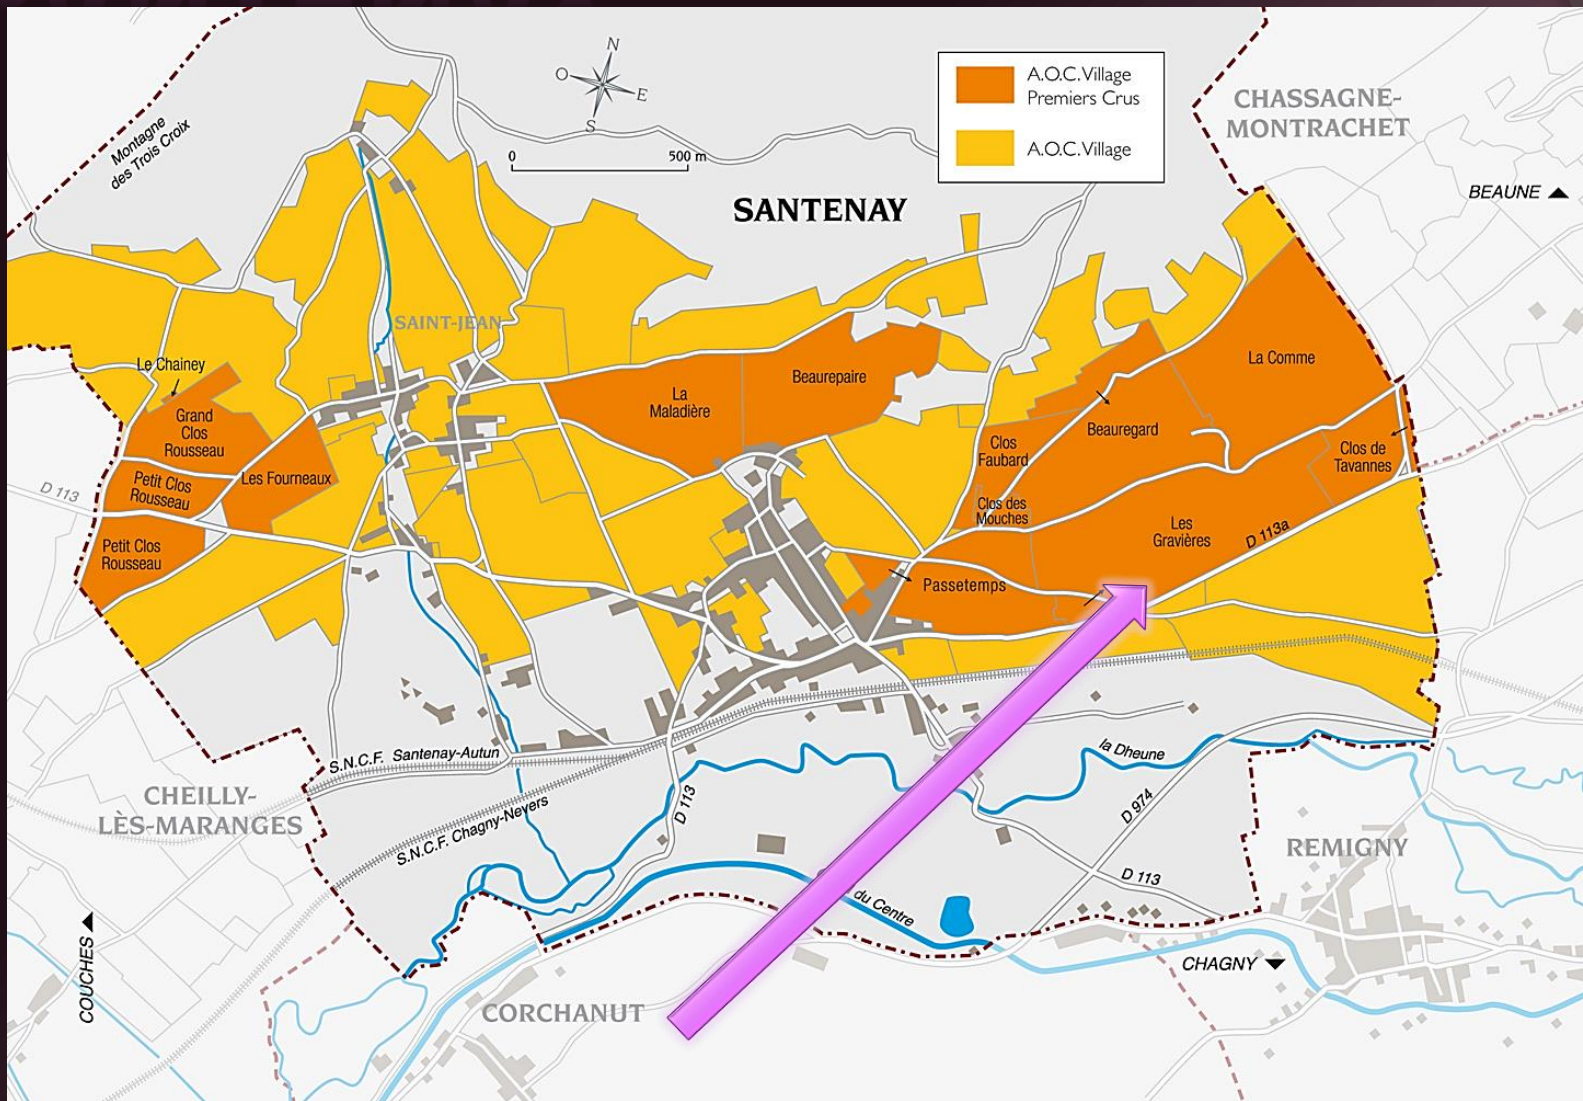 N
O
E
S
0 500 m
A.O.C. Village
Premiers Crus
A.O.C. Village
CHASSAGNE-
MONTRACHET
BEAUNE
Montagne
des Trois Croix
SANTENAY
SAINT-JEAN
Le Chainey
Grand
Clos
Rousseau
Petit Clos
Rousseau
Les Fourneaux
Petit Clos
Rousseau
D 113
La
Maladière
Beaurepaire
La Comme
Beauregard
Clos
Faubard
Clos des
Mouches
Clos de
Tavannes
Les
Gravières
D 113a
Passetemps
S.N.C.F. Santenay-Autun
S.N.C.F. Chagny-Nevers
CHEILLY-
LÈS-MARANGES
D 113
la Dheune
D 974
REMIGNY
D 113
du Centre
COUCHES
CORCHANUT
CHAGNY